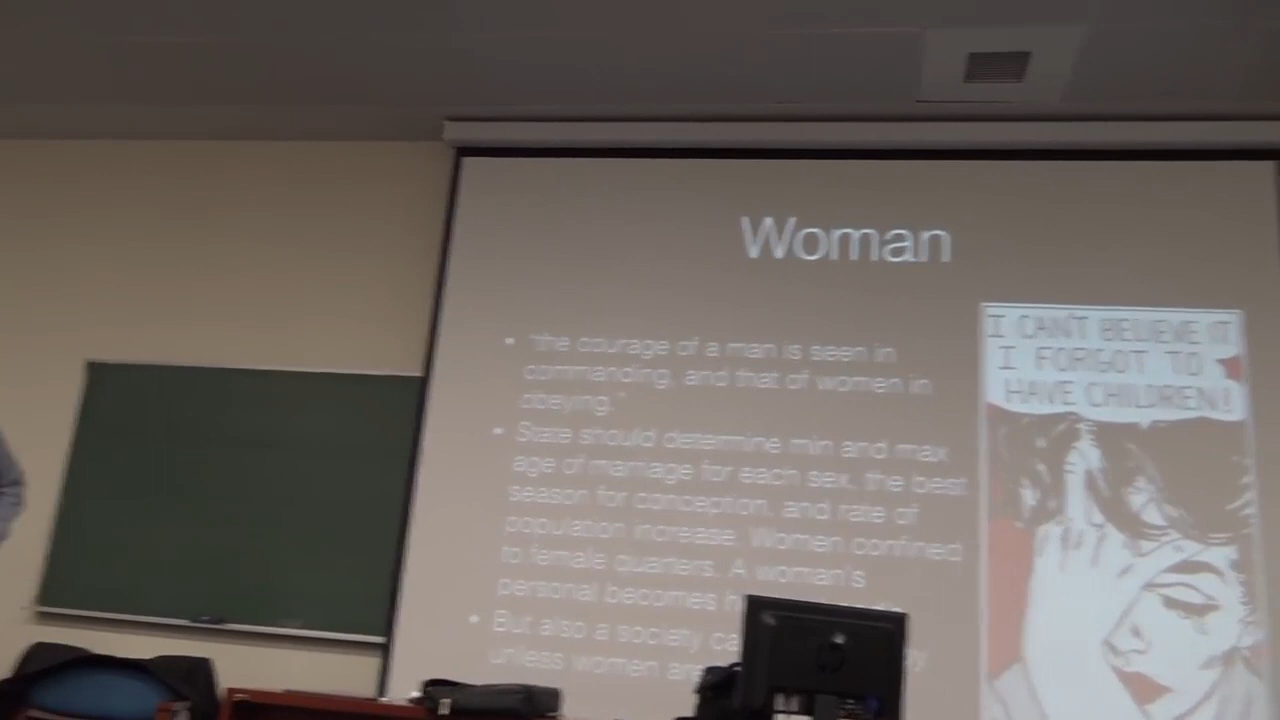 Woman
"the courage of a man is seen in
commanding, and that of women in
obeying."
State should determine min and max
age of marriage for each sex, the best
season for conception, and rate of
population increase. Women confined
to female quarters. A woman's
personal becomes
But also a society
unless women are
I CAN'T BELIEVE IT
I FORGOT TO
HAVE CHILDREN!